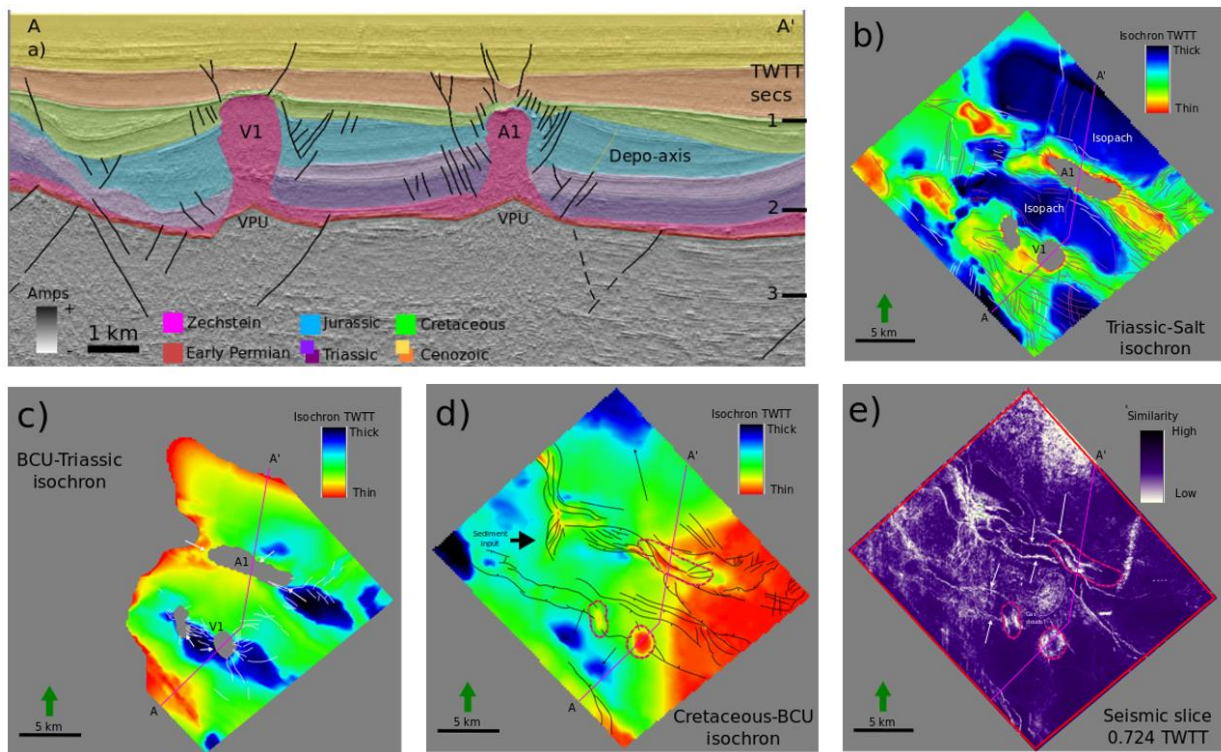 A
a)
A'
V1
A1
TWTT
secs
1
Depo-axis
2
VPU
VPU
3
Amps
+
-
1 km
Zechstein
Jurassic
Cretaceous
Early Permian
Triassic
Cenozoic
b)
Isochron TWTT
Thick
Thin
A'
Isopach
A1
Isopach
V1
A
5 km
Triassic-Salt
isochron
c)
Isochron TWTT
Thick
Thin
BCU-Triassic
isochron
A'
A1
V1
A
5 km
d)
Isochron TWTT
Thick
Thin
A'
Sediment
input
A
5 km
Cretaceous-BCU
isochron
e)
Similarity
High
Low
A'
A
5 km
Seismic slice
0.724 TWTT